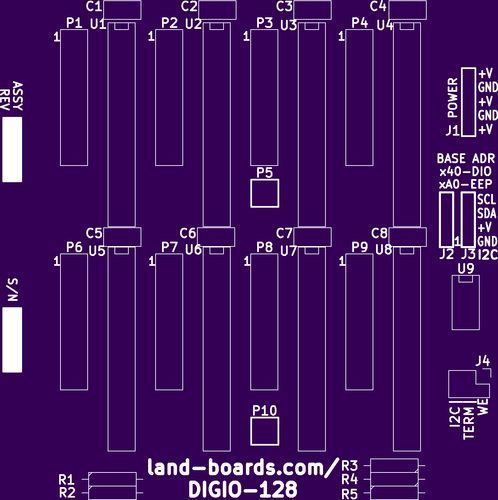 C1 C2 C3 C4
P1 U1 P2 U2 P3 U3 P4 U4
1 1 1 1
ASSY
REV
POWER
+V
GND
+V
GND
+V
J1
BASE ADR
x40-DIO
xA0-EEP
P5
SCL
SDA
+V
1 GND
J2 J3 I2C
C5 C6 C7 C8
P6 U5 P7 U6 P8 U7 P9 U8
1 1 1 1
U9
S/N
J4
I2C
TERM
WE
P10
land-boards.com/
DIGIO-128
R1
R2
R3
R4
R5